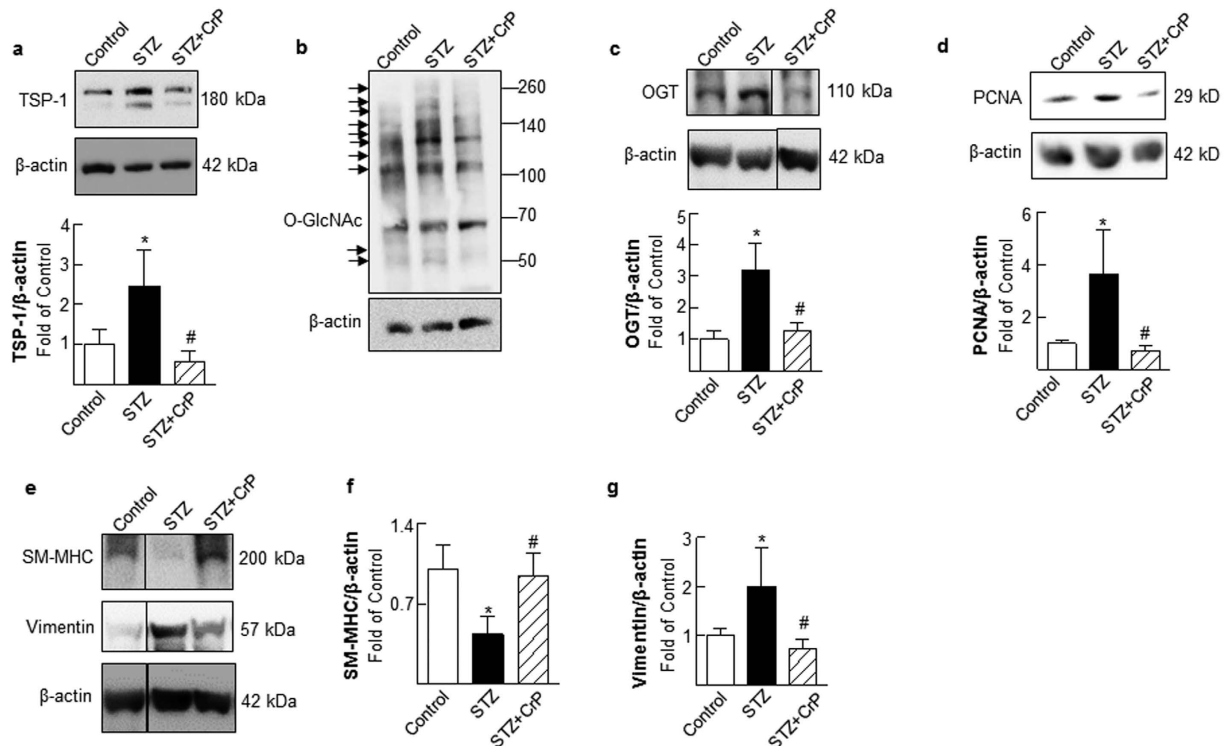 a
Control
STZ
STZ+CrP
TSP-1
180 kDa
β-actin
42 kDa
TSP-1/β-actin
Fold of Control
4
3
2
1
*
#
Control
STZ
STZ+CrP
b
Control
STZ
STZ+CrP
260
140
100
O-GlcNAc
70
50
β-actin
c
Control
STZ
STZ+CrP
OGT
110 kDa
β-actin
42 kDa
OGT/β-actin
Fold of Control
5
4
3
2
1
*
#
Control
STZ
STZ+CrP
d
Control
STZ
STZ+CrP
PCNA
29 kD
β-actin
42 kD
PCNA/β-actin
Fold of Control
6
4
2
*
#
Control
STZ
STZ+CrP
e
Control
STZ
STZ+CrP
SM-MHC
200 kDa
Vimentin
57 kDa
β-actin
42 kDa
f
SM-MHC/β-actin
Fold of Control
1.4
0.7
*
#
Control
STZ
STZ+CrP
g
Vimentin/β-actin
Fold of Control
3
2
1
*
#
Control
STZ
STZ+CrP